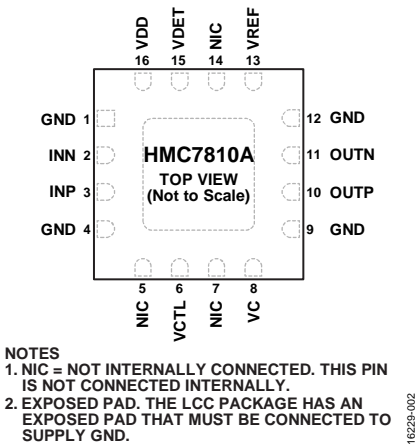 16 VDD
15 VDET
14 NIC
13 VREF
GND 1
INN 2
INP 3
GND 4
HMC7810A
TOP VIEW
(Not to Scale)
12 GND
11 OUTN
10 OUTP
9 GND
5 NIC
6 VCTL
7 NIC
8 VC
NOTES
1. NIC = NOT INTERNALLY CONNECTED. THIS PIN
IS NOT CONNECTED INTERNALLY.
2. EXPOSED PAD. THE LCC PACKAGE HAS AN
EXPOSED PAD THAT MUST BE CONNECTED TO
SUPPLY GND.
16229-002